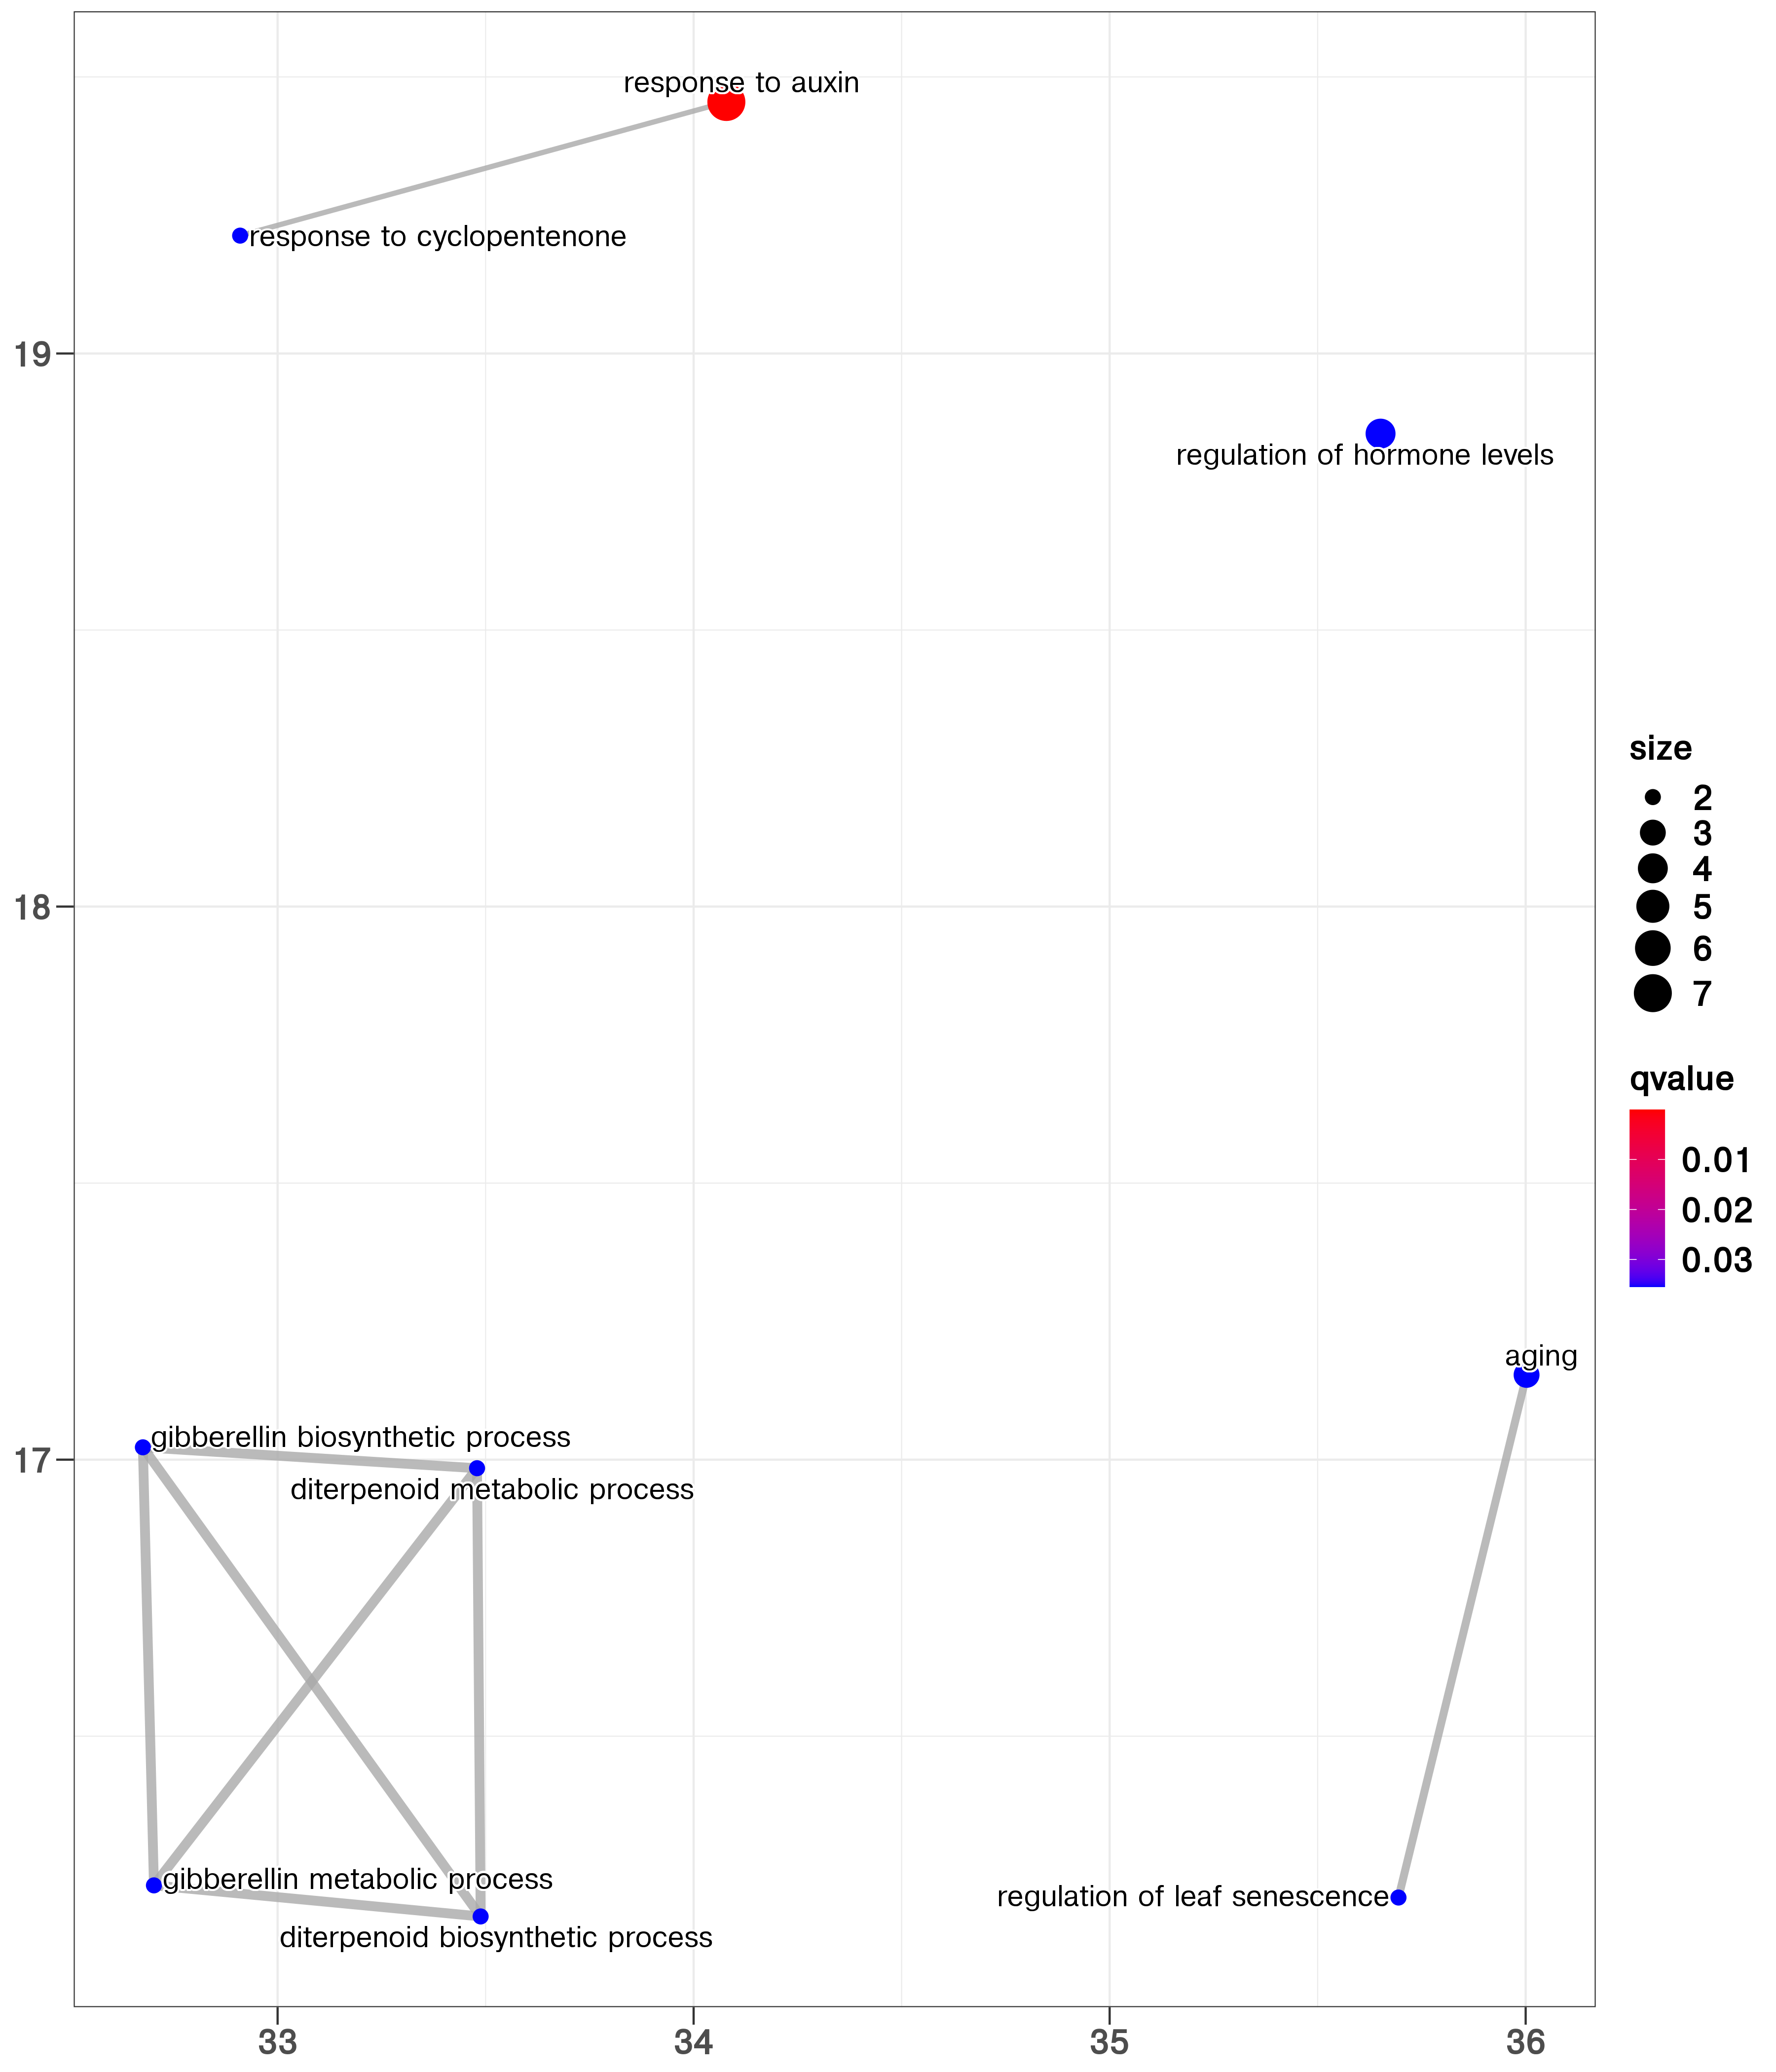 response to auxin
response to cyclopentenone
19
regulation of hormone levels
size
2
3
4
18
5
6
7
qvalue
0.01
0.02
0.03
aging
gibberellin biosynthetic process
17
diterpenoid metabolic process
gibberellin metabolic process
regulation of leaf senescence
diterpenoid biosynthetic process
33 34 35 36